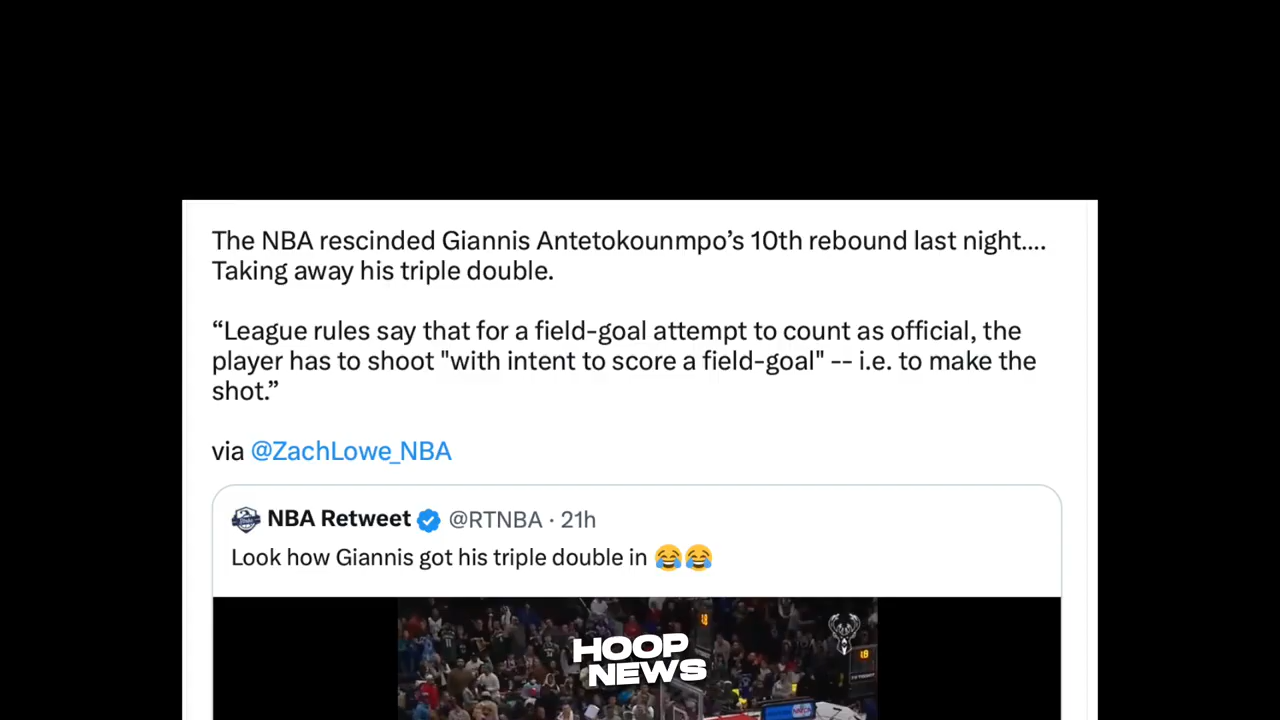 The NBA rescinded Giannis Antetokounmpo’s 10th rebound last night....
Taking away his triple double.
“League rules say that for a field-goal attempt to count as official, the
player has to shoot "with intent to score a field-goal" -- i.e. to make the
shot.”
via @ZachLowe_NBA
NBA Retweet @RTNBA · 21h
Look how Giannis got his triple double in 😂😂
HOOP
NEWS